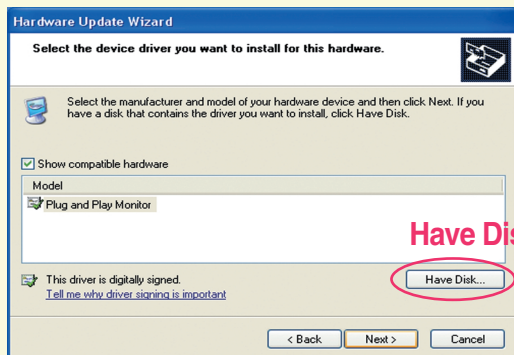 Hardware Update Wizard
Select the device driver you want to install for this hardware.
Select the manufacturer and model of your hardware device and then click Next. If you
have a disk that contains the driver you want to install, click Have Disk.
Show compatible hardware
Model
Plug and Play Monitor
Have Dis
This driver is digitally signed.
Have Disk...
Tell me why driver signing is important
< Back Next > Cancel